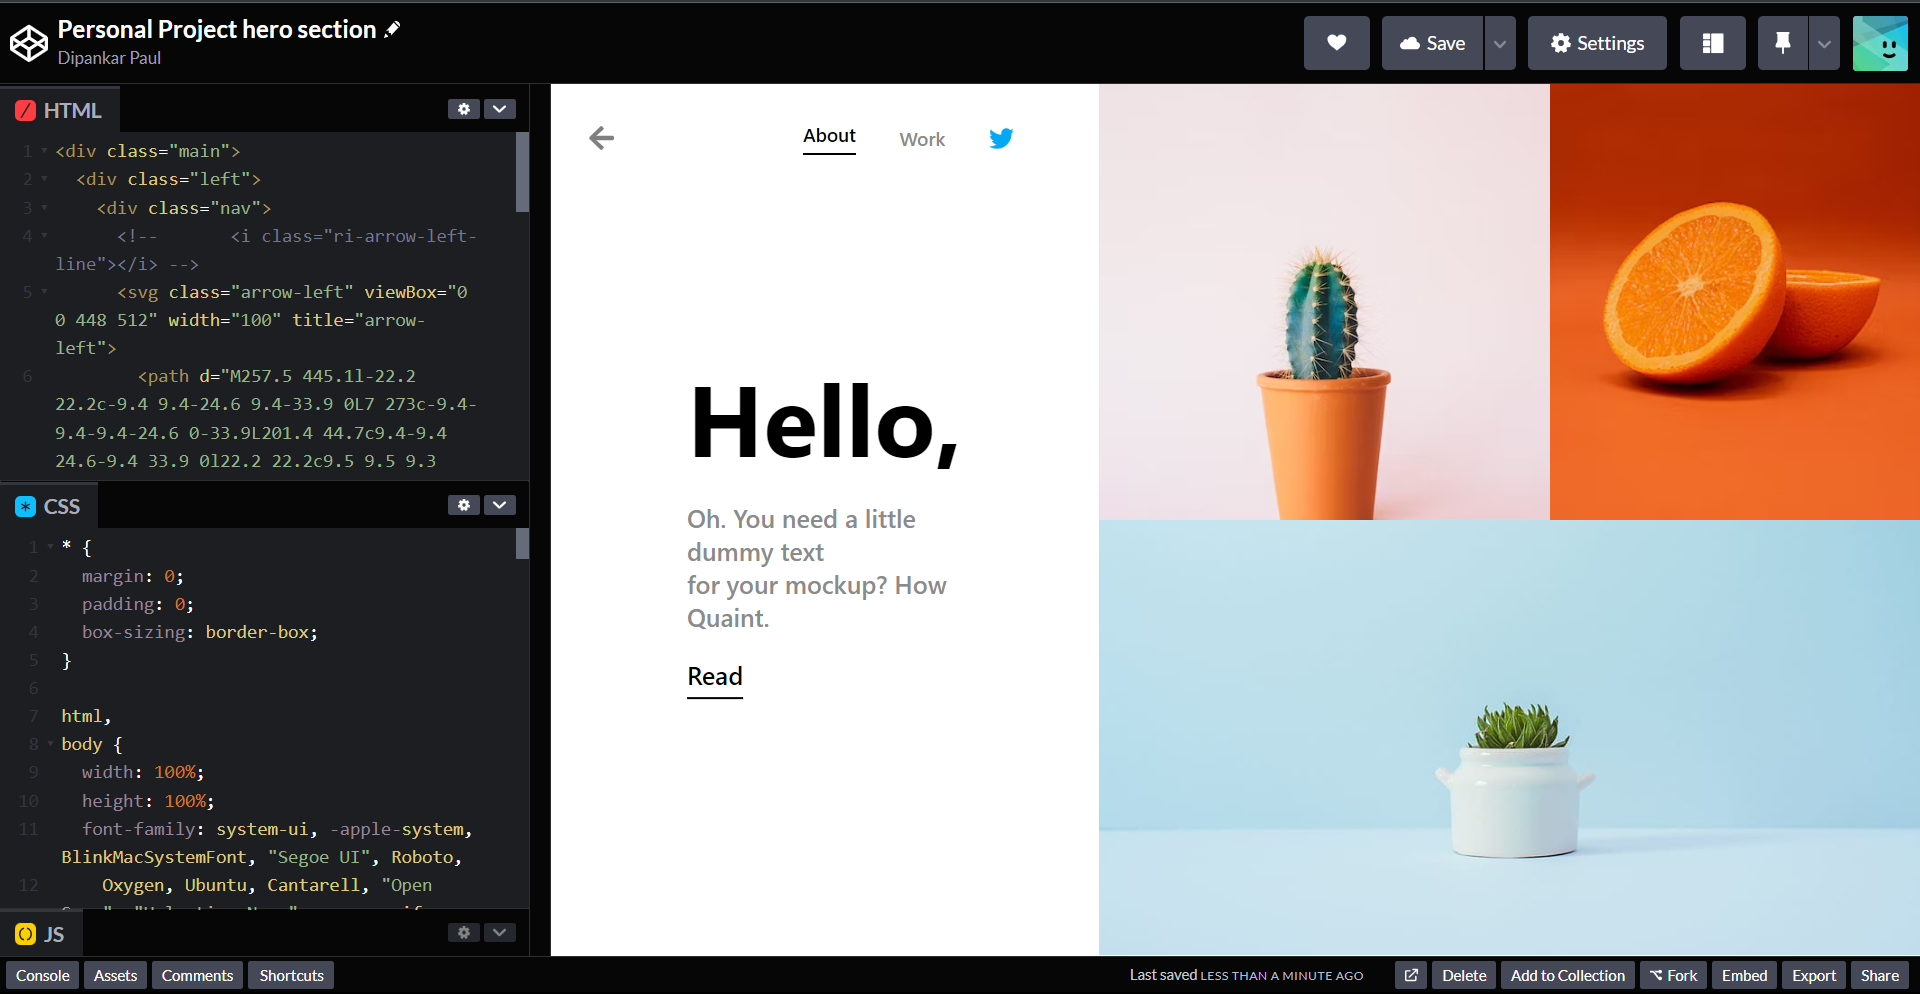 Personal Project hero section
Dipankar Paul
Save
Settings
HTML
1 <div class="main">
2 <div class="left">
3 <div class="nav">
4 <!-- <i class="ri-arrow-left-
line"></i> -->
5 <svg class="arrow-left" viewBox="0
0 448 512" width="100" title="arrow-
left">
6 <path d="M257.5 445.1l-22.2
22.2c-9.4 9.4-24.6 9.4-33.9 0L7 273c-9.4-
9.4-9.4-24.6 0-33.9L201.4 44.7c9.4-9.4
24.6-9.4 33.9 0l22.2 22.2c9.5 9.5 9.3
CSS
1 * {
2 margin: 0;
3 padding: 0;
4 box-sizing: border-box;
5 }
6
7 html,
8 body {
9 width: 100%;
10 height: 100%;
11 font-family: system-ui, -apple-system,
BlinkMacSystemFont, "Segoe UI", Roboto,
12 Oxygen, Ubuntu, Cantarell, "Open
JS
About
Work
Hello,
Oh. You need a little
dummy text
for your mockup? How
Quaint.
Read
Console
Assets
Comments
Shortcuts
Last saved LESS THAN A MINUTE AGO
Delete
Add to Collection
Fork
Embed
Export
Share